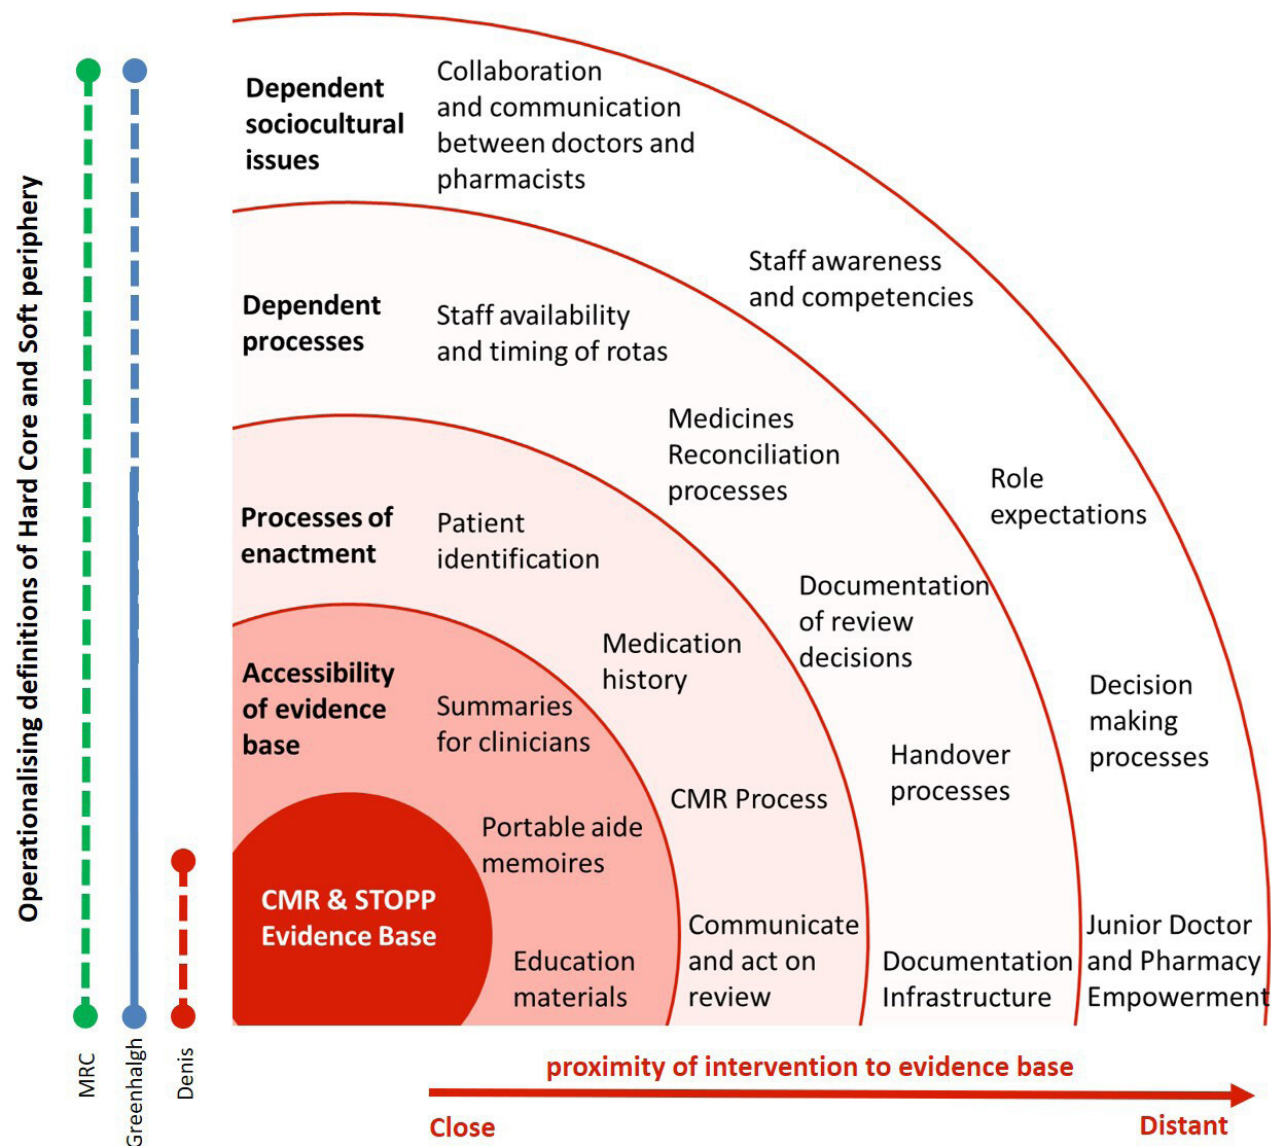 Operationalising definitions of Hard Core and Soft periphery
MRC
Greenhalgh
Denis
Dependent
sociocultural
issues
Collaboration
and communication
between doctors and
pharmacists
Staff awareness
and competencies
Role
expectations
Decision
making
processes
Junior Doctor
and Pharmacy
Empowerment
Dependent
processes
Staff availability
and timing of rotas
Medicines
Reconciliation
processes
Documentation
of review
decisions
Handover
processes
Documentation
Infrastructure
Processes of
enactment
Patient
identification
Medication
history
CMR Process
Communicate
and act on
review
Accessibility
of evidence
base
Summaries
for clinicians
Portable aide
memoires
Education
materials
CMR & STOPP
Evidence Base
proximity of intervention to evidence base
Close
Distant